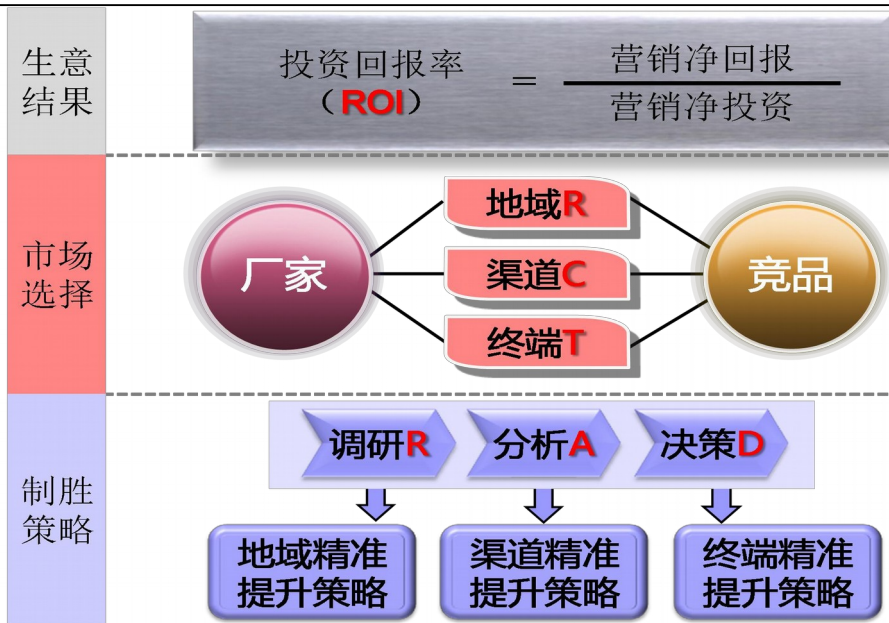 生意
结果
投资回报率
（ROI）
=
营销净回报
营销净投资
市场
选择
厂家
地域R
渠道C
终端T
竞品
制胜
策略
调研R
分析A
决策D
地域精准
提升策略
渠道精准
提升策略
终端精准
提升策略